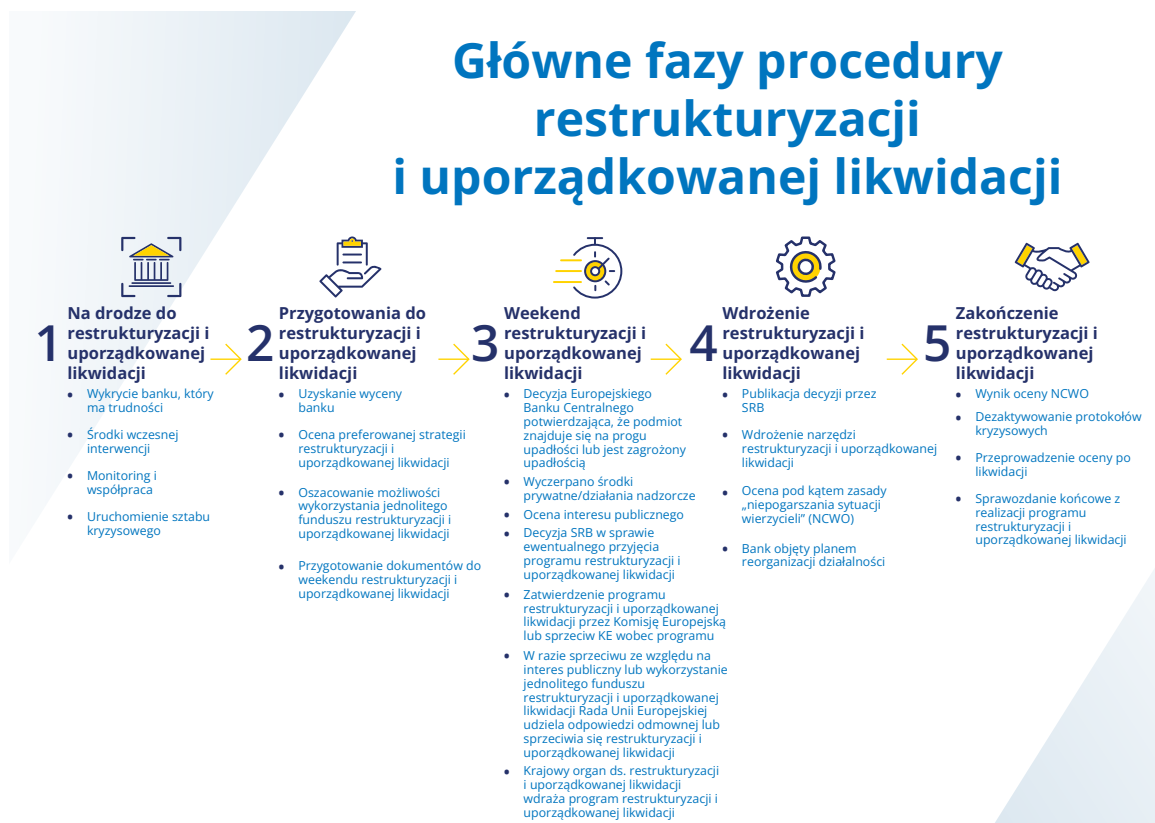 Główne fazy procedury
restrukturyzacji
i uporządkowanej likwidacji
1
Na drodze do
restrukturyzacji i
uporządkowanej
likwidacji
Wykrycie banku, który
ma trudności
Środki wczesnej
interwencji
Monitoring i
współpraca
Uruchomienie sztabu
kryzysowego
2
Przygotowania do
restrukturyzacji i
uporządkowanej
likwidacji
Uzyskanie wyceny
banku
Ocena preferowanej strategii
restrukturyzacji i
uporządkowanej likwidacji
Oszacowanie możliwości
wykorzystania jednolitego
funduszu restrukturyzacji i
uporządkowanej likwidacji
Przygotowanie dokumentów do
weekendu restrukturyzacji i
uporządkowanej likwidacji
3
Weekend
restrukturyzacji i
uporządkowanej
likwidacji
Decyzja Europejskiego
Banku Centralnego
potwierdzająca, że podmiot
znajduje się na progu
upadłości lub jest zagrożony
upadłością
Wyczerpano środki
prywatne/działania nadzorcze
Ocena interesu publicznego
Decyzja SRB w sprawie
ewentualnego przyjęcia
programu restrukturyzacji i
uporządkowanej likwidacji
Zatwierdzenie programu
restrukturyzacji i uporządkowanej
likwidacji przez Komisję Europejską
lub sprzeciw KE wobec programu
W razie sprzeciwu ze względu na
interes publiczny lub wykorzystanie
jednolitego funduszu
restrukturyzacji i uporządkowanej
likwidacji Rada Unii Europejskiej
udziela odpowiedzi odmownej lub
sprzeciwia się restrukturyzacji i
uporządkowanej likwidacji
Krajowy organ ds. restrukturyzacji
i uporządkowanej likwidacji
wdraża program restrukturyzacji i
uporządkowanej likwidacji
4
Wdrożenie
restrukturyzacji i
uporządkowanej
likwidacji
Publikacja decyzji przez
SRB
Wdrożenie narzędzi
restrukturyzacji i uporządkowanej
likwidacji
Ocena pod kątem zasady
„niepogarszania sytuacji
wierzycieli” (NCWO)
Bank objęty planem
reorganizacji działalności
5
Zakończenie
restrukturyzacji i
uporządkowanej
likwidacji
Wynik oceny NCWO
Dezaktywowanie protokołów
kryzysowych
Przeprowadzenie oceny po
likwidacji
Sprawozdanie końcowe z
realizacji programu
restrukturyzacji i
uporządkowanej likwidacji